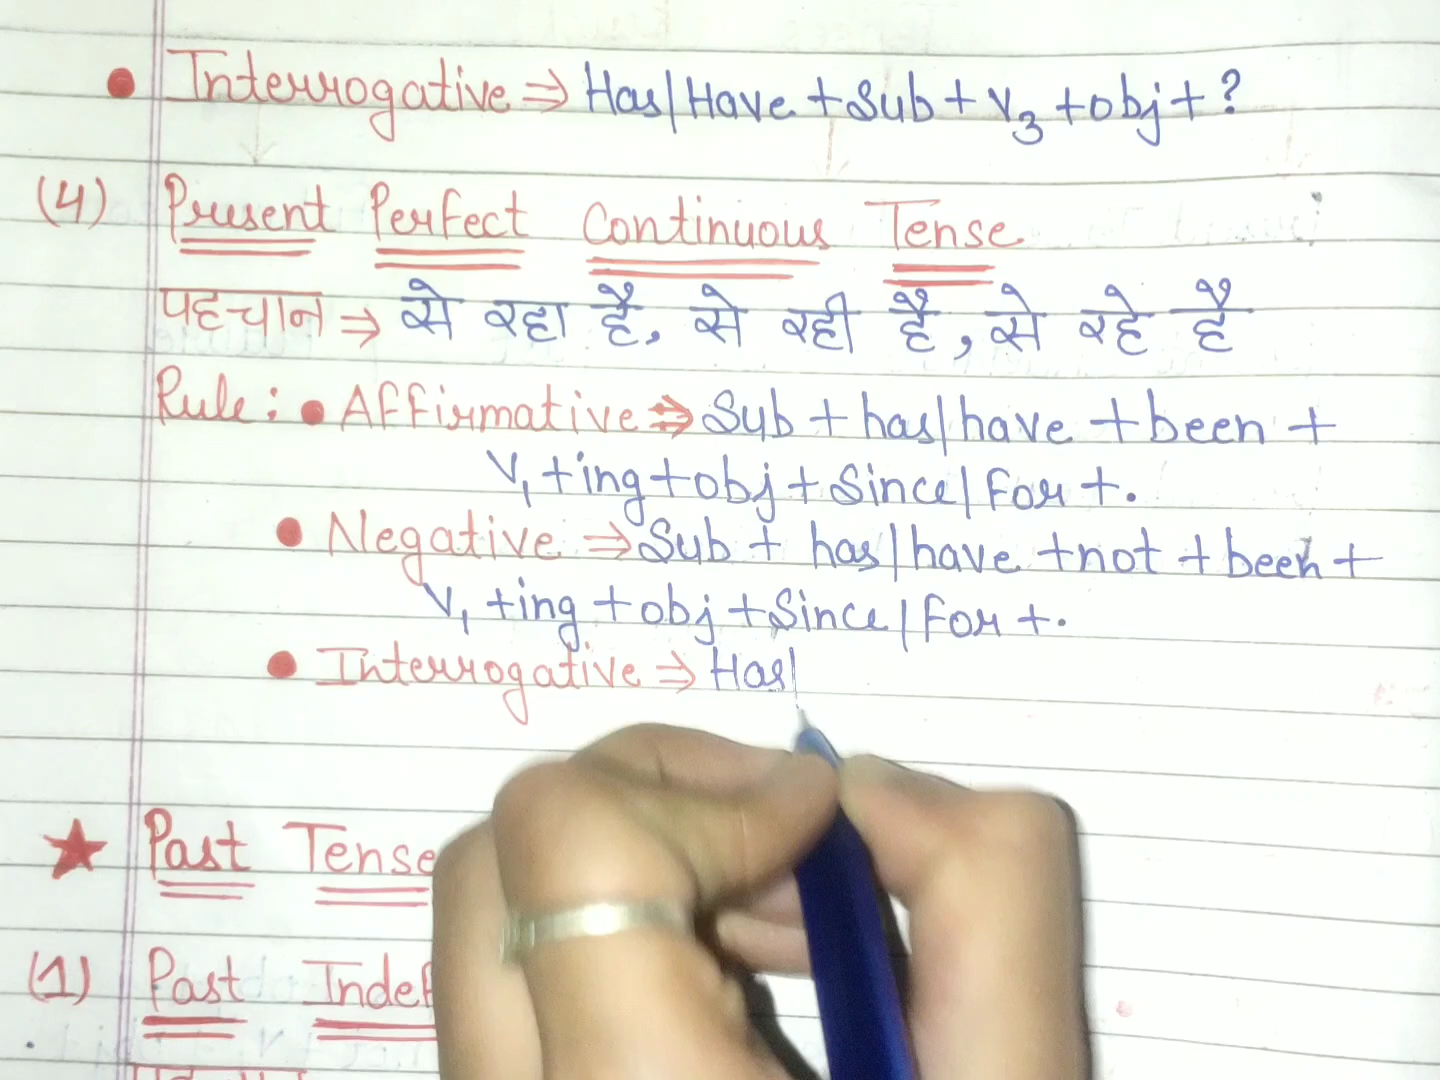 • Interrogative ⇒ Has/Have + Sub + V₃ + obj + ?
(4) Present Perfect Continuous Tense
पहचान ⇒ से रहा है, से रही है, से रहे हैं
Rule: • Affirmative ⇒ Sub + has/have + been +
V₁ + ing + obj + Since/For + .
• Negative ⇒ Sub + has/have + not + been +
V₁ + ing + obj + Since/For + .
• Interrogative ⇒ Has/
★ Past Tense
(1) Past Indef